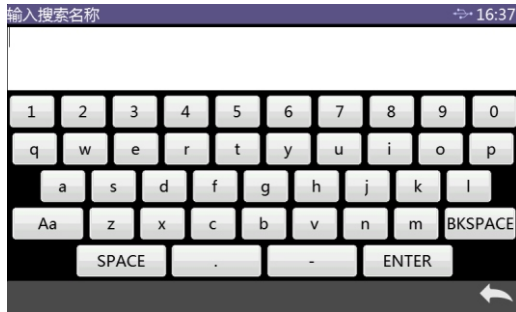 输入搜索名称 16:37
1 2 3 4 5 6 7 8 9 0
q w e r t y u i o p
a s d f g h j k l
Aa z x c b v n m BKSPACE
SPACE . - ENTER